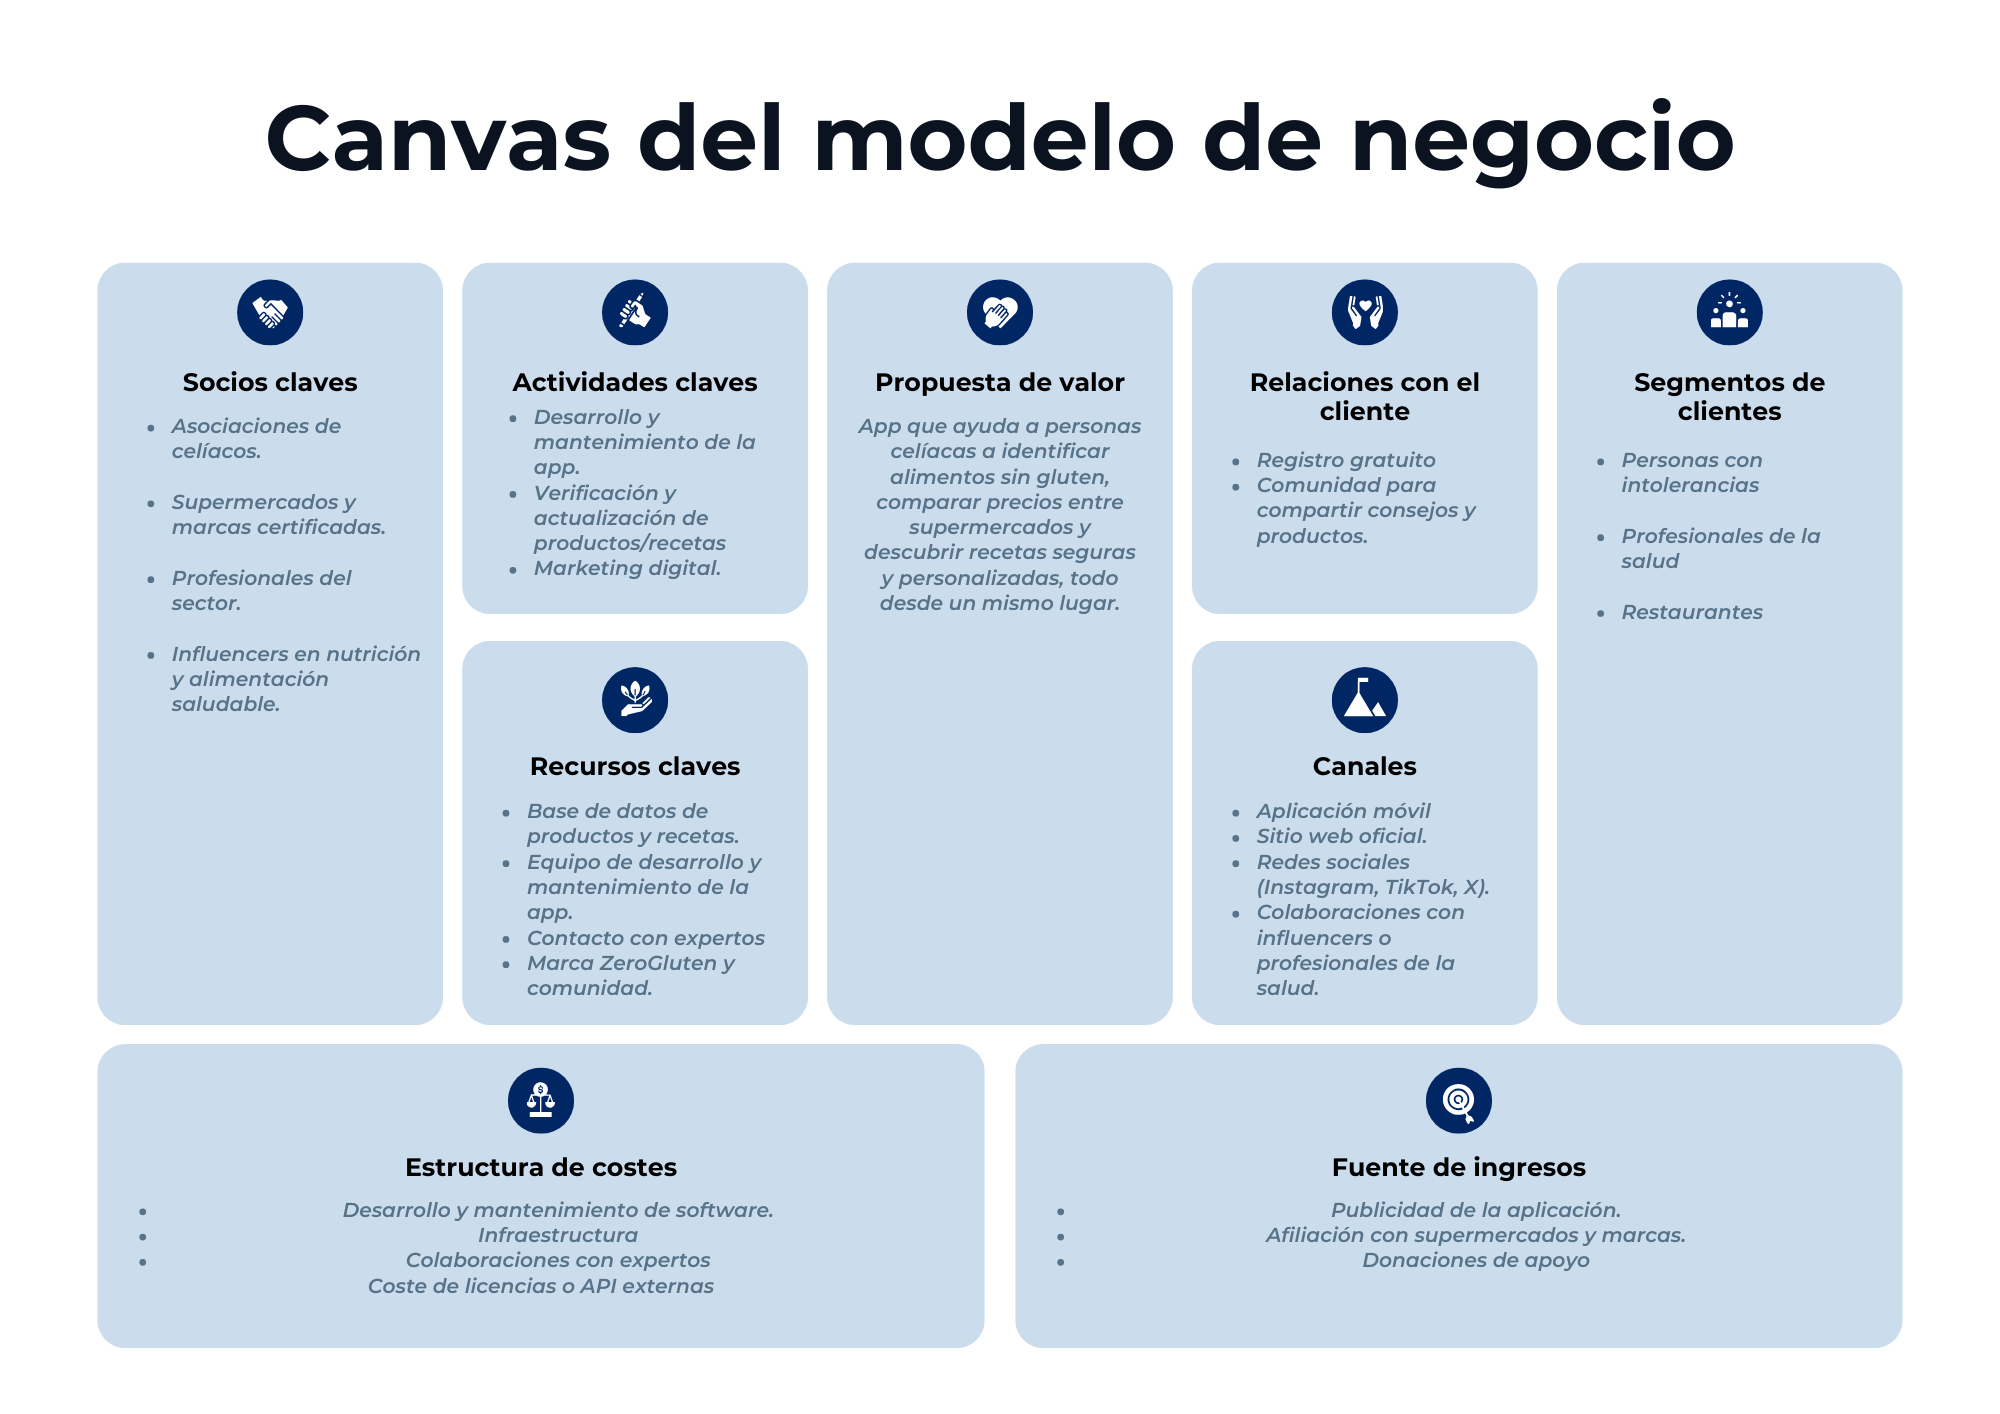 Canvas del modelo de negocio
Socios claves
• Asociaciones de
celíacos.
• Supermercados y
marcas certificadas.
• Profesionales del
sector.
• Influencers en nutrición
y alimentación
saludable.
Actividades claves
• Desarrollo y
mantenimiento de la
app.
• Verificación y
actualización de
productos/recetas
• Marketing digital.
Recursos claves
• Base de datos de
productos y recetas.
• Equipo de desarrollo y
mantenimiento de la
app.
• Contacto con expertos
• Marca ZeroGluten y
comunidad.
Propuesta de valor
App que ayuda a personas
celíacas a identificar
alimentos sin gluten,
comparar precios entre
supermercados y
descubrir recetas seguras
y personalizadas, todo
desde un mismo lugar.
Relaciones con el
cliente
• Registro gratuito
• Comunidad para
compartir consejos y
productos.
Canales
• Aplicación móvil
• Sitio web oficial.
• Redes sociales
(Instagram, TikTok, X).
• Colaboraciones con
influencers o
profesionales de la
salud.
Segmentos de
clientes
• Personas con
intolerancias
• Profesionales de la
salud
• Restaurantes
$
Estructura de costes
• Desarrollo y mantenimiento de software.
• Infraestructura
• Colaboraciones con expertos
Coste de licencias o API externas
Fuente de ingresos
• Publicidad de la aplicación.
• Afiliación con supermercados y marcas.
• Donaciones de apoyo